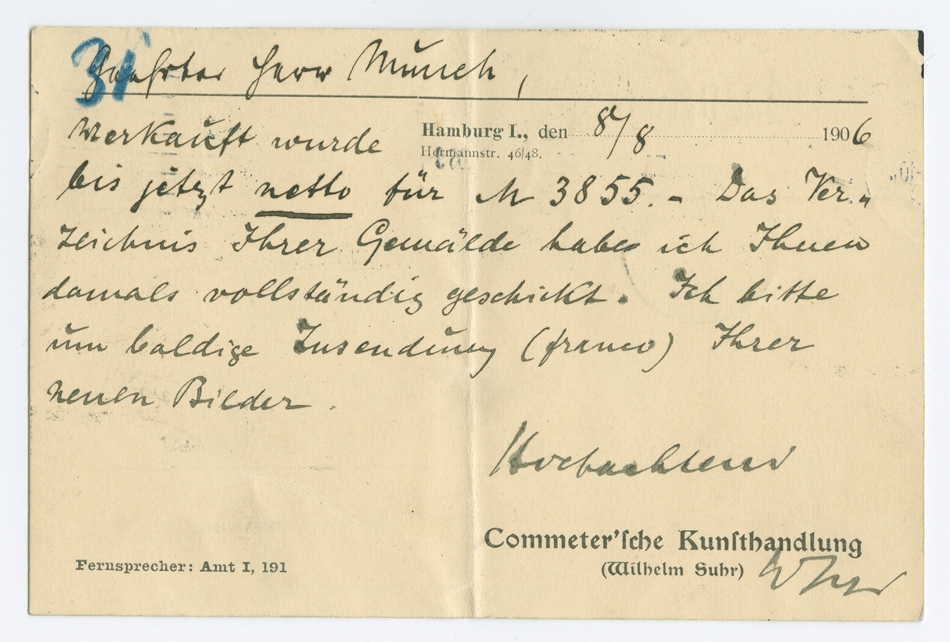 31
Geehrter Herr Munch,
Verkauft wurde
Hamburg I., den 8/8 1906
Hermannstr. 46/48.
bis jetzt netto für M 3855.- Das Ver-
zeichnis Ihrer Gemälde habe ich Ihnen
damals vollständig geschickt. Ich bitte
um baldige Zusendung (franco) Ihrer
neuen Bilder.
Hochachtend
Commeter'sche Kunsthandlung
(Wilhelm Suhr)
Fernsprecher: Amt I, 191